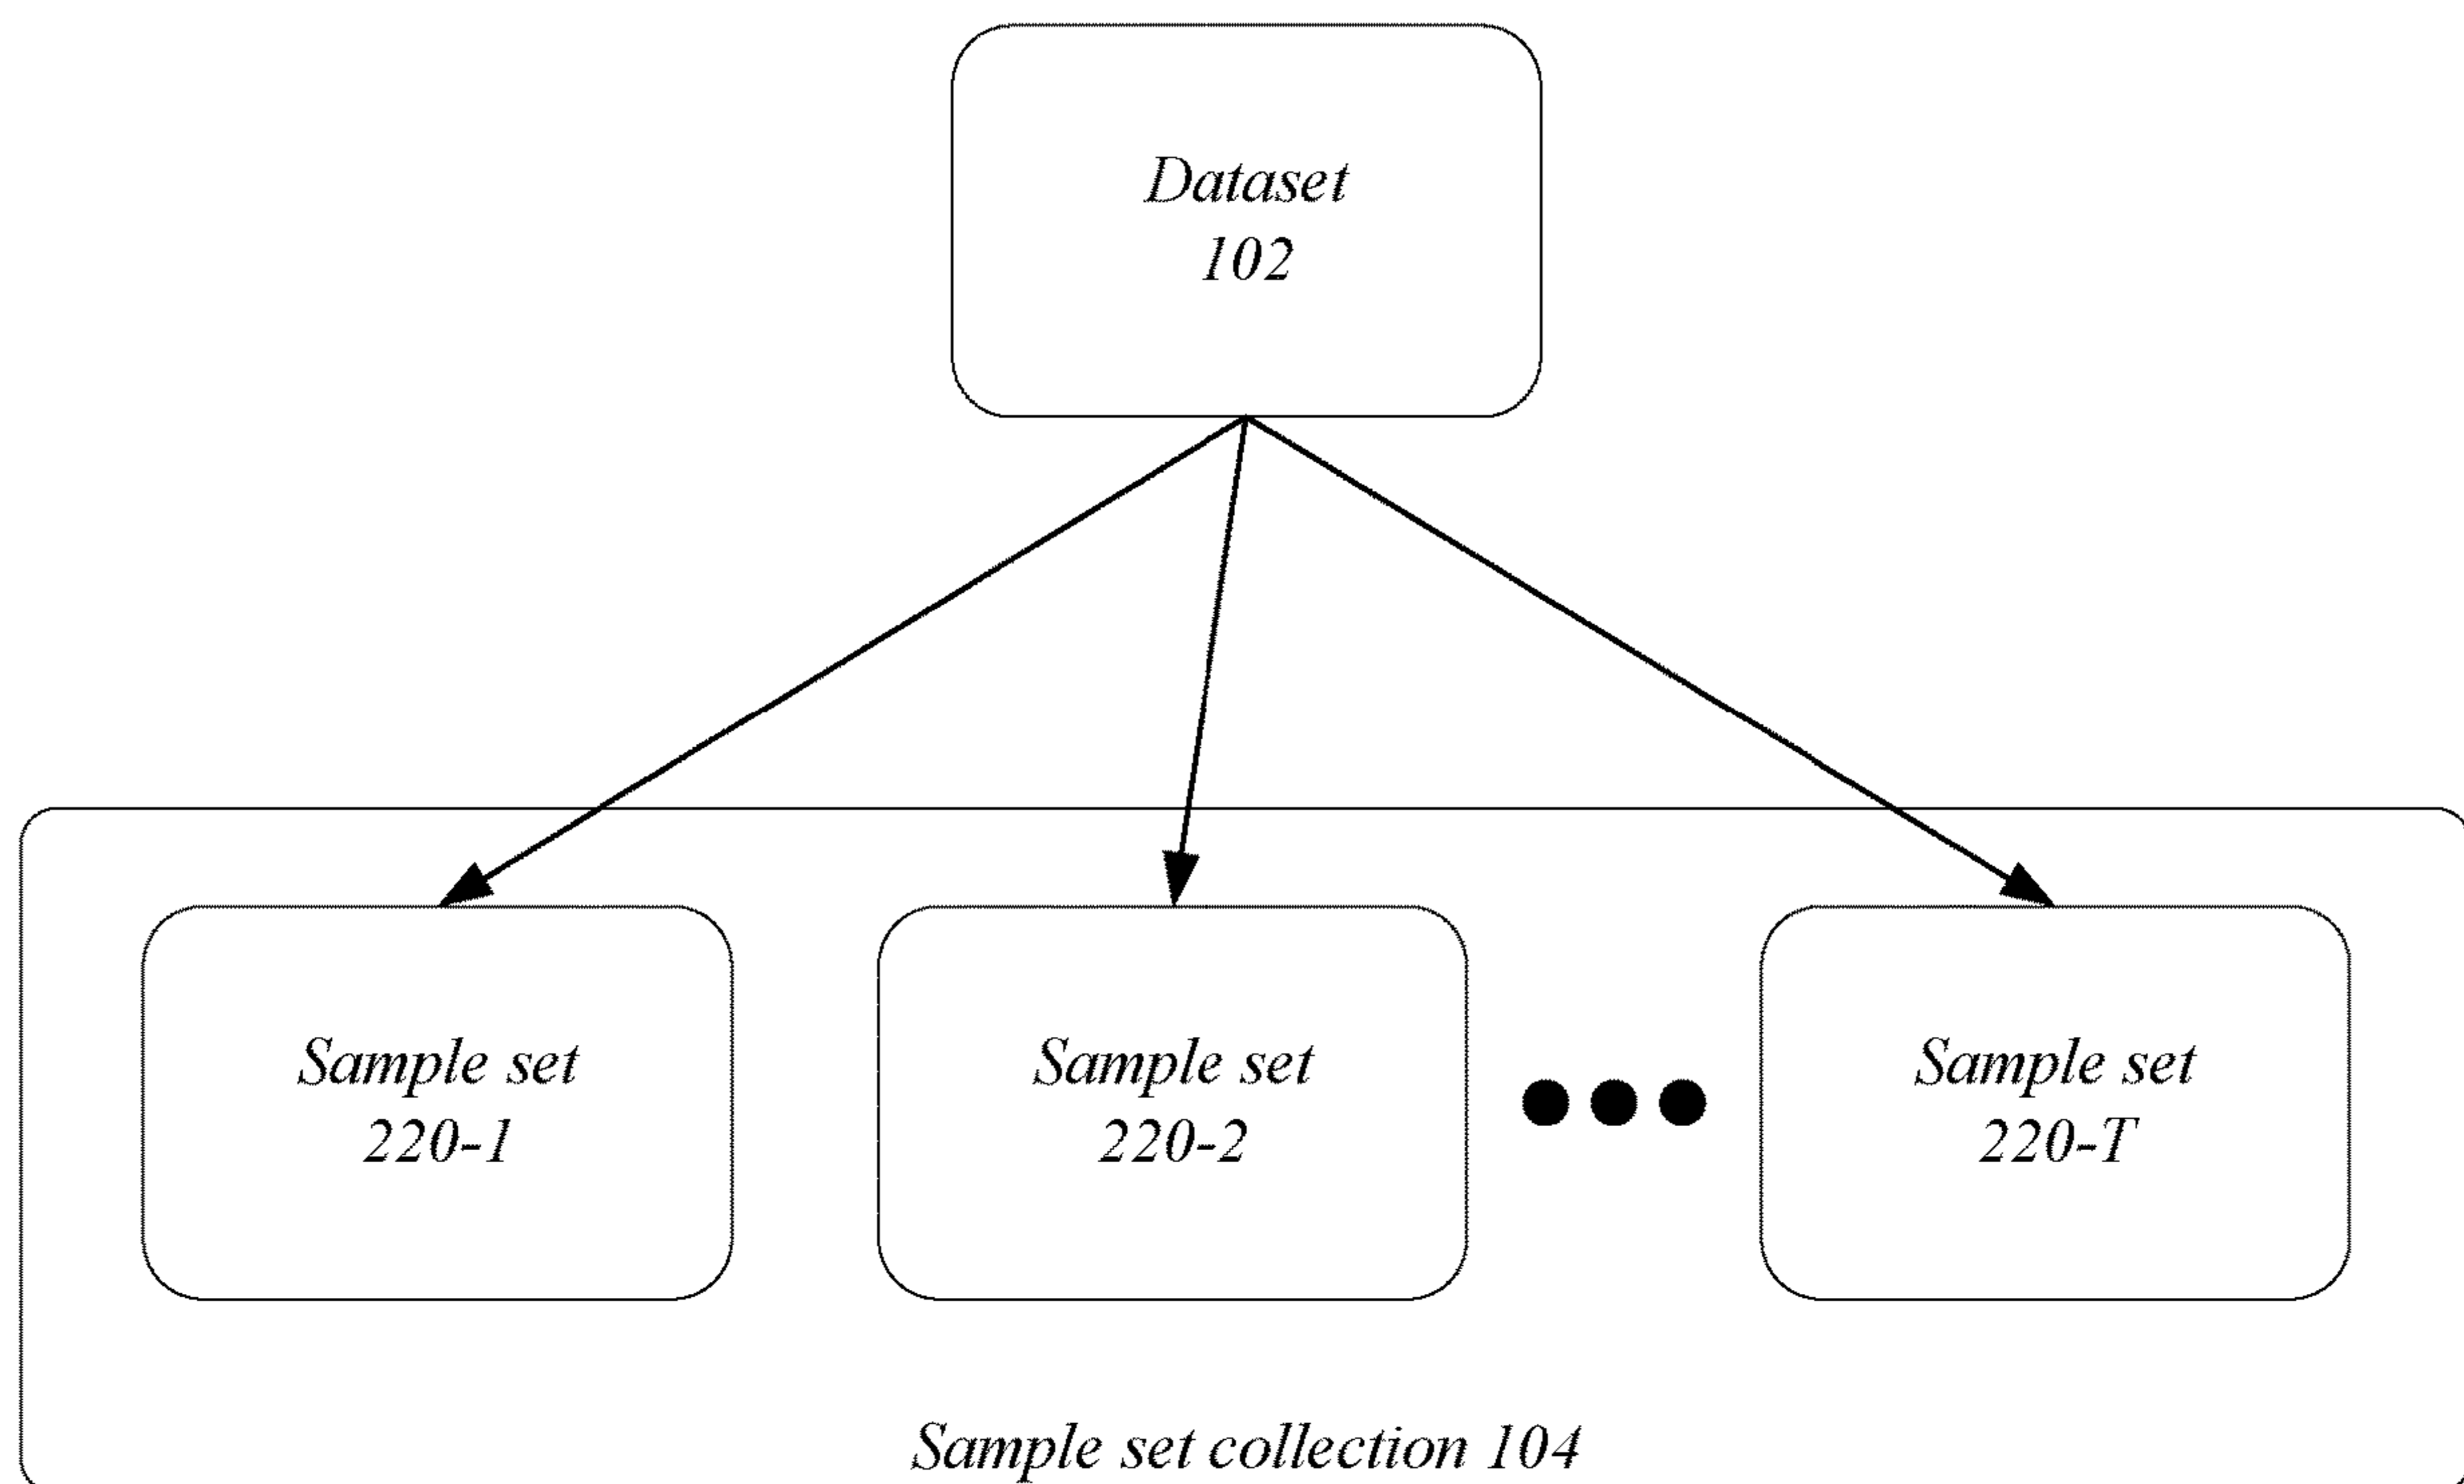 Dataset
102
Sample set
220-1
Sample set
220-2
Sample set
220-T
Sample set collection 104